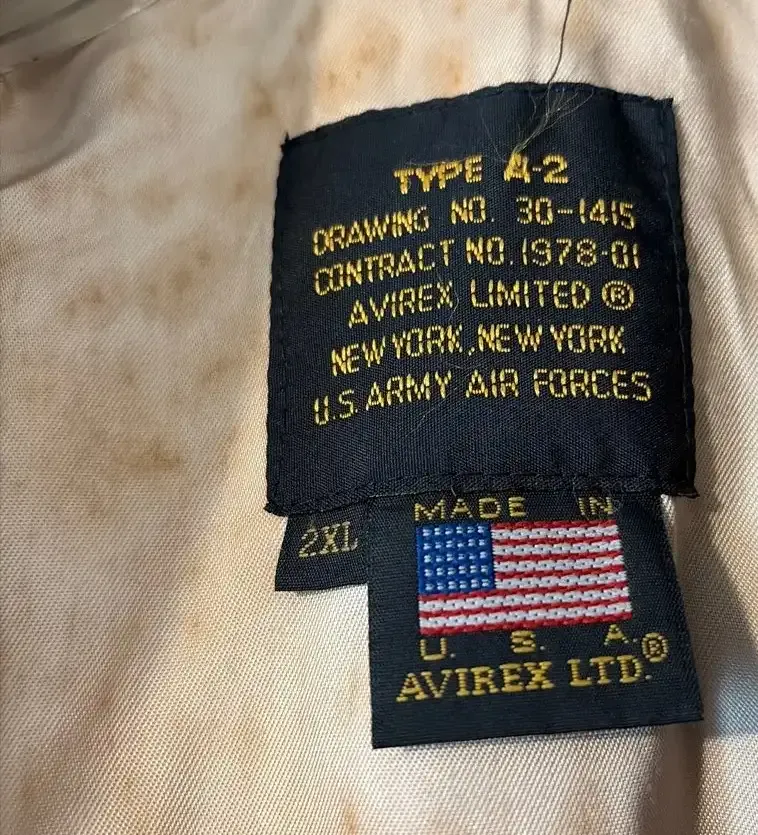 TYPE A-2
DRAWING NO. 30-1415
CONTRACT NO. 1978-01
AVIREX LIMITED ®
NEW YORK, NEW YORK
U.S. ARMY AIR FORCES
2XL
MADE IN
U. S. A.
AVIREX LTD.®